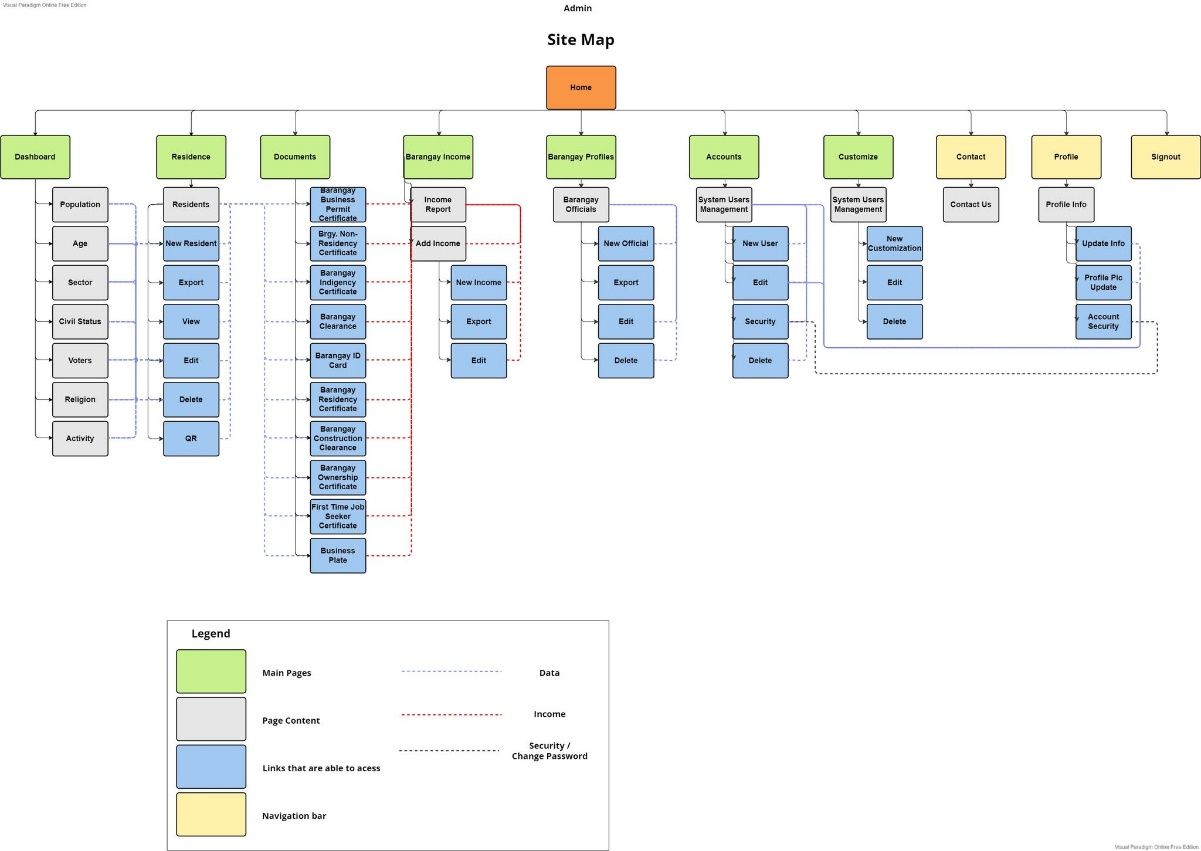 Visual Paradigm Online Free Edition
Admin
Site Map
Home
Dashboard
Residence
Documents
Barangay Income
Barangay Profiles
Accounts
Customize
Contact
Profile
Signout
Population
Age
Sector
Civil Status
Voters
Religion
Activity
Residents
New Resident
Export
View
Edit
Delete
QR
Barangay
Business
Permit
Certificate
Brgy. Non-
Residency
Certificate
Barangay
Indigency
Certificate
Barangay
Clearance
Barangay ID
Card
Barangay
Residency
Certificate
Barangay
Construction
Clearance
Barangay
Ownership
Certificate
First Time Job
Seeker
Certificate
Business
Plate
Income
Report
Add Income
New Income
Export
Edit
Barangay
Officials
New Official
Export
Edit
Delete
System Users
Management
New User
Edit
Security
Delete
System Users
Management
New
Customization
Edit
Delete
Contact Us
Profile Info
Update Info
Profile Pic
Update
Account
Security
Legend
Main Pages
Page Content
Links that are able to acess
Navigation bar
Data
Income
Security /
Change Password
Visual Paradigm Online Free Edition